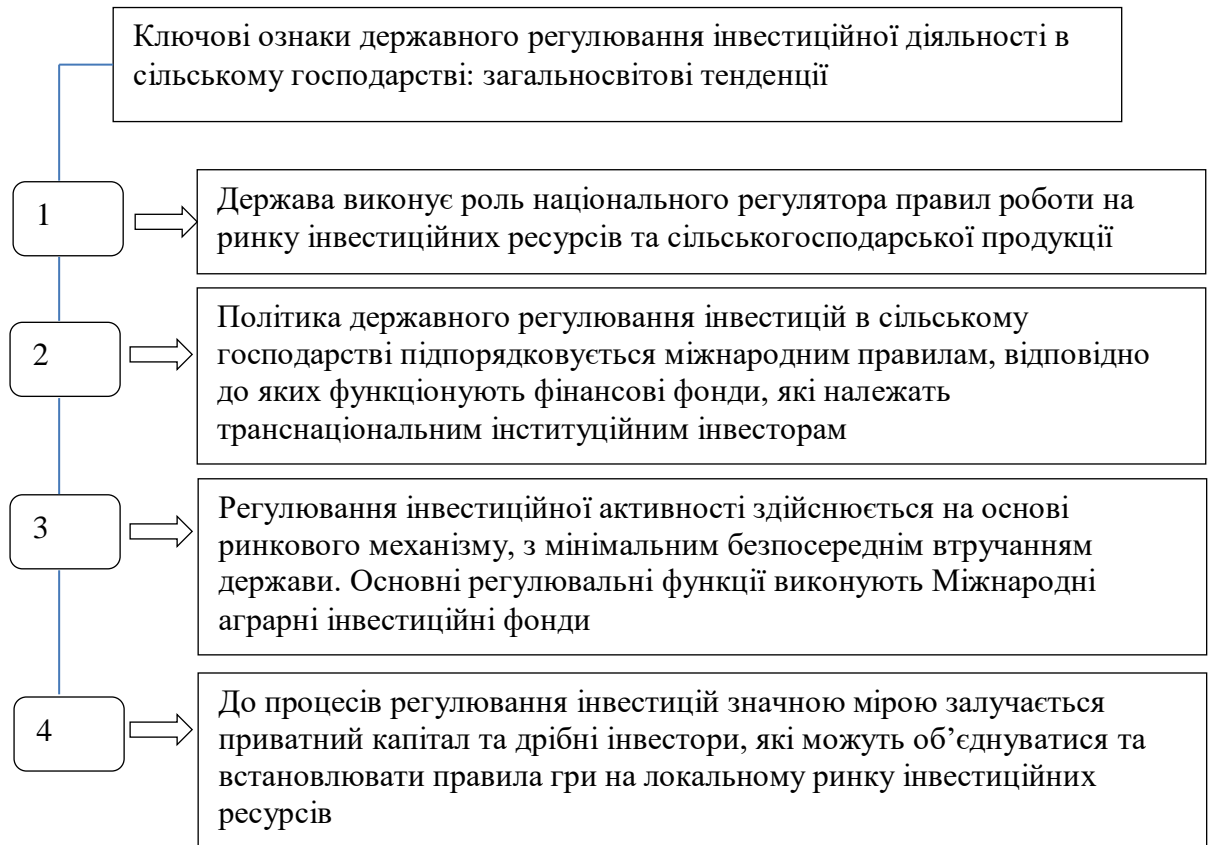 Ключові ознаки державного регулювання інвестиційної діяльності в
сільському господарстві: загальносвітові тенденції
1
Держава виконує роль національного регулятора правил роботи на
ринку інвестиційних ресурсів та сільськогосподарської продукції
2
Політика державного регулювання інвестицій в сільському
господарстві підпорядковується міжнародним правилам, відповідно
до яких функціонують фінансові фонди, які належать
транснаціональним інституційним інвесторам
3
Регулювання інвестиційної активності здійснюється на основі
ринкового механізму, з мінімальним безпосереднім втручанням
держави. Основні регулювальні функції виконують Міжнародні
аграрні інвестиційні фонди
4
До процесів регулювання інвестицій значною мірою залучається
приватний капітал та дрібні інвестори, які можуть об’єднуватися та
встановлювати правила гри на локальному ринку інвестиційних
ресурсів